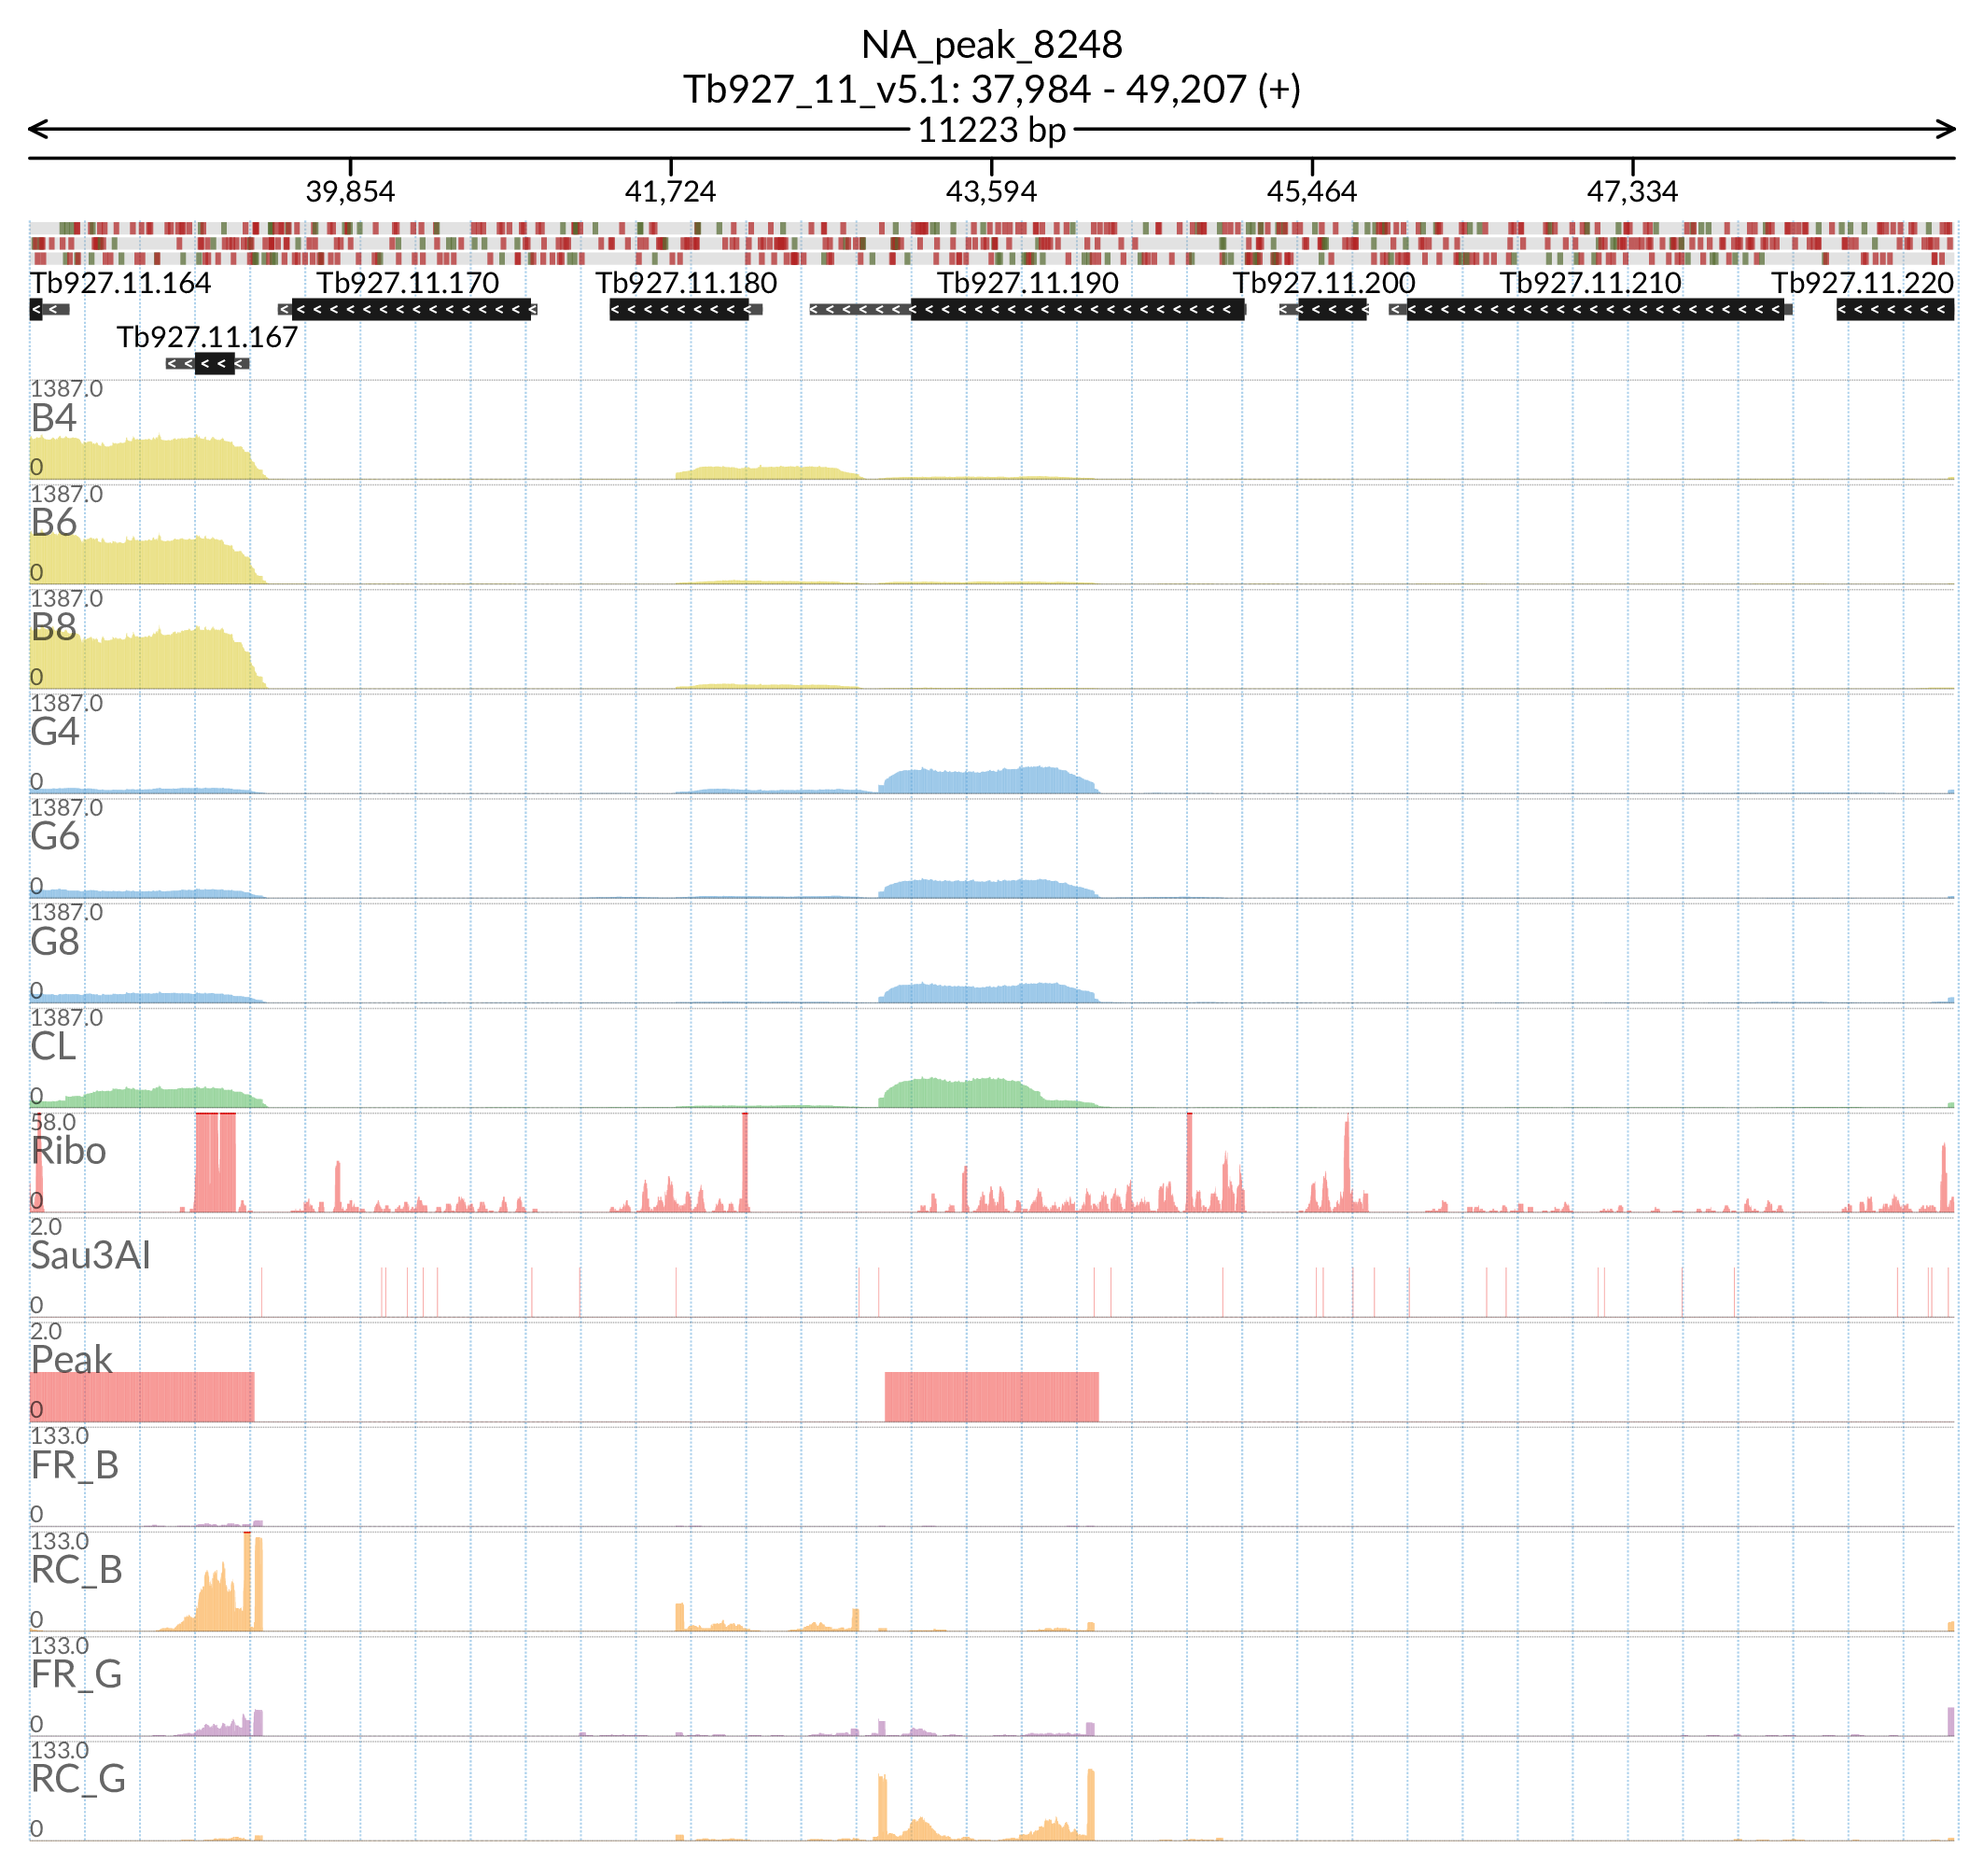 NA_peak_8248
Tb927_11_v5.1: 37,984 - 49,207 (+)
11223 bp
39,854 41,724 43,594 45,464 47,334
Tb927.11.164 Tb927.11.170 Tb927.11.180 Tb927.11.190 Tb927.11.200 Tb927.11.210 Tb927.11.220
Tb927.11.167
1387.0
B4
0
1387.0
B6
0
1387.0
B8
0
1387.0
G4
0
1387.0
G6
0
1387.0
G8
0
1387.0
CL
0
58.0
Ribo
0
2.0
Sau3AI
0
2.0
Peak
0
133.0
FR_B
0
133.0
RC_B
0
133.0
FR_G
0
133.0
RC_G
0